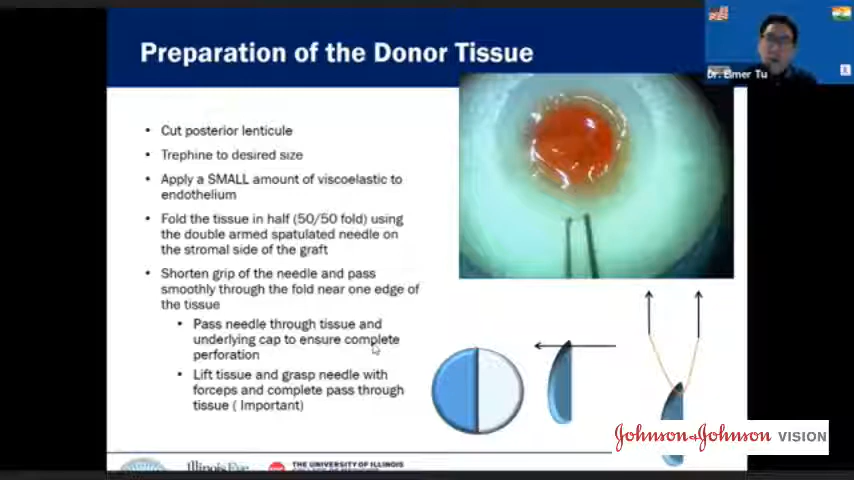 Preparation of the Donor Tissue
Dr. Elmer Tu
• Cut posterior lenticule
• Trephine to desired size
• Apply a SMALL amount of viscoelastic to
endothelium
• Fold the tissue in half (50/50 fold) using
the double armed spatulated needle on
the stromal side of the graft
• Shorten grip of the needle and pass
smoothly through the fold near one edge of
the tissue
• Pass needle through tissue and
underlying cap to ensure complete
perforation
• Lift tissue and grasp needle with
forceps and complete pass through
tissue ( Important)
Johnson+Johnson VISION
Illinois Eye
THE UNIVERSITY OF ILLINOIS